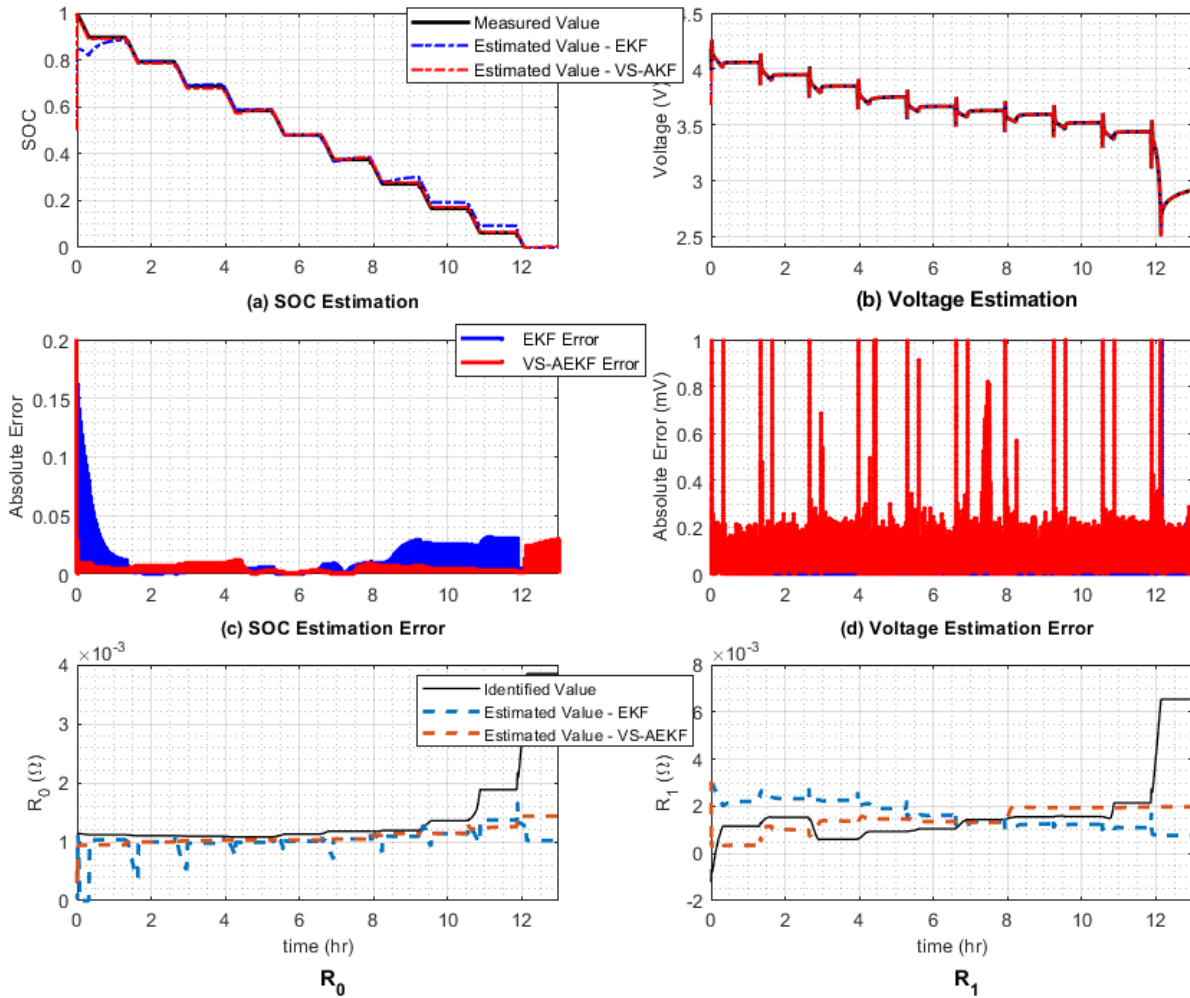 1
0.8
0.6
0.4
0.2
0
SOC
0 2 4 6 8 10 12
Measured Value
Estimated Value - EKF
Estimated Value - VS-AKF
(a) SOC Estimation
4.5
4
3.5
3
2.5
Voltage (V)
0 2 4 6 8 10 12
(b) Voltage Estimation
0.2
0.15
0.1
0.05
0
Absolute Error
0 2 4 6 8 10 12
EKF Error
VS-AEKF Error
(c) SOC Estimation Error
1
0.8
0.6
0.4
0.2
0
Absolute Error (mV)
0 2 4 6 8 10 12
(d) Voltage Estimation Error
×10⁻³
4
3
2
1
0
R₀ (Ω)
0 2 4 6 8 10 12
time (hr)
Identified Value
Estimated Value - EKF
Estimated Value - VS-AEKF
R₀
×10⁻³
8
6
4
2
0
-2
R₁ (Ω)
0 2 4 6 8 10 12
time (hr)
R₁